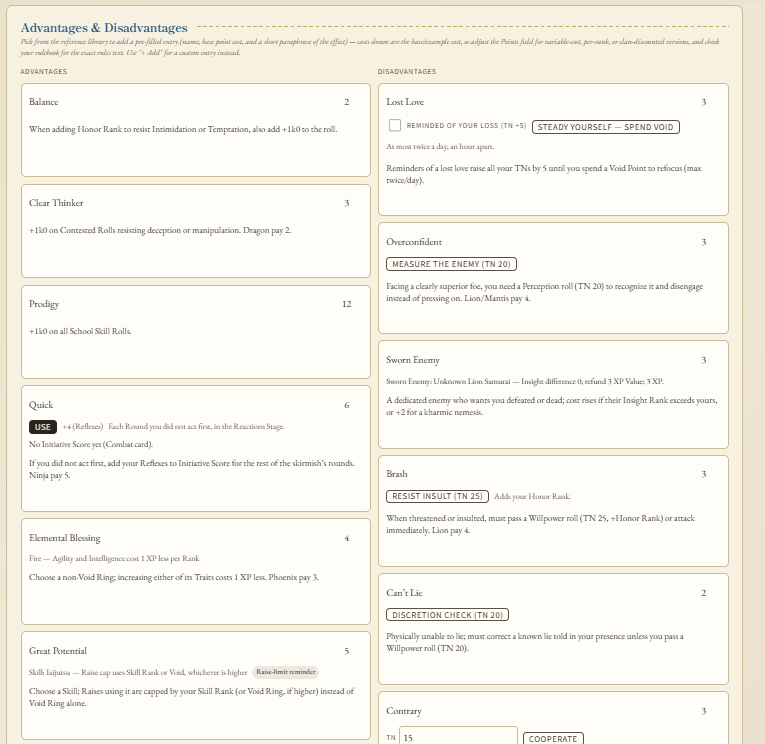 Advantages & Disadvantages
Pick from the reference library to add a pre-filled entry (name, base point cost, and a short paraphrase of the effect) — costs shown are the base/example cost, so adjust the Points field for variable-cost, per-rank, or clan-discounted versions, and check
your rulebook for the exact rules text. Use "+ Add" for a custom entry instead.
ADVANTAGES
Balance 2
When adding Honor Rank to resist Intimidation or Temptation, also add +1k0 to the roll.
Clear Thinker 3
+1k0 on Contested Rolls resisting deception or manipulation. Dragon pay 2.
Prodigy 12
+1k0 on all School Skill Rolls.
Quick 6
USE +4 (Reflexes) Each Round you did not act first, in the Reactions Stage.
No Initiative Score yet (Combat card).
If you did not act first, add your Reflexes to Initiative Score for the rest of the skirmish's rounds.
Ninja pay 5.
Elemental Blessing 4
Fire — Agility and Intelligence cost 1 XP less per Rank
Choose a non-Void Ring; increasing either of its Traits costs 1 XP less. Phoenix pay 3.
Great Potential 5
Skill: Iaijutsu — Raise cap uses Skill Rank or Void, whichever is higher Raise-limit reminder
Choose a Skill; Raises using it are capped by your Skill Rank (or Void Ring, if higher) instead of
Void Ring alone.
DISADVANTAGES
Lost Love 3
REMINDED OF YOUR LOSS (TN +5) STEADY YOURSELF — SPEND VOID
At most twice a day, an hour apart.
Reminders of a lost love raise all your TNs by 5 until you spend a Void Point to refocus (max
twice/day).
Overconfident 3
MEASURE THE ENEMY (TN 20)
Facing a clearly superior foe, you need a Perception roll (TN 20) to recognize it and disengage
instead of pressing on. Lion/Mantis pay 4.
Sworn Enemy 3
Sworn Enemy: Unknown Lion Samurai — Insight difference 0; refund 3 XP Value: 3 XP.
A dedicated enemy who wants you defeated or dead; cost rises if their Insight Rank exceeds yours,
or +2 for a kharmic nemesis.
Brash 3
RESIST INSULT (TN 25) Adds your Honor Rank.
When threatened or insulted, must pass a Willpower roll (TN 25, +Honor Rank) or attack
immediately. Lion pay 4.
Can't Lie 2
DISCRETION CHECK (TN 20)
Physically unable to lie; must correct a known lie told in your presence unless you pass a
Willpower roll (TN 20).
Contrary 3
TN 15 COOPERATE